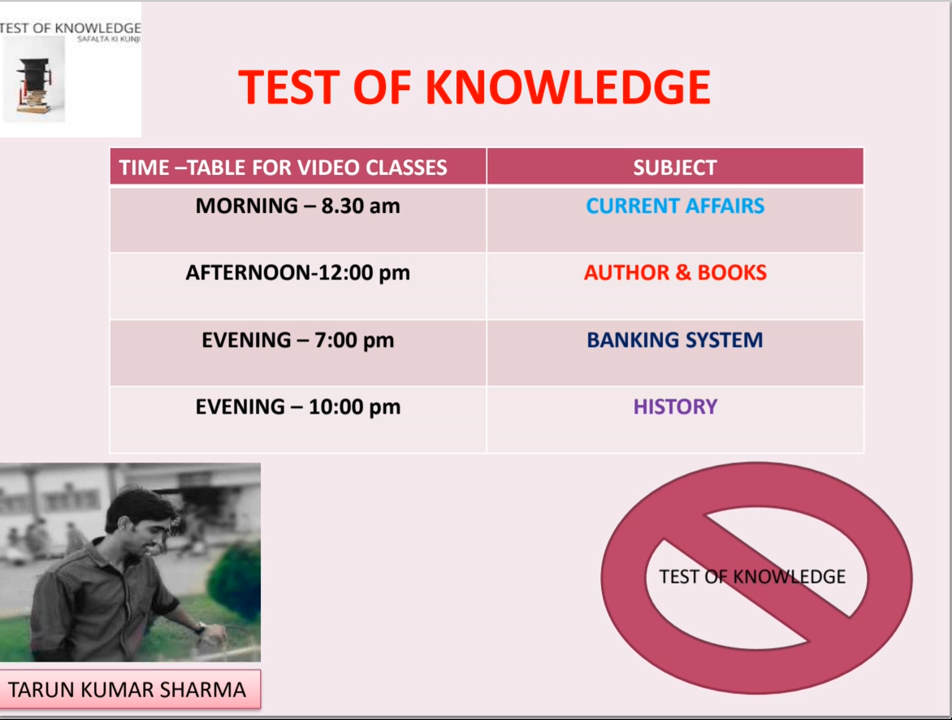 TEST OF KNOWLEDGE
SAFALTA KI KUNJI
TEST OF KNOWLEDGE
TIME –TABLE FOR VIDEO CLASSES SUBJECT
MORNING – 8.30 am CURRENT AFFAIRS
AFTERNOON-12:00 pm AUTHOR & BOOKS
EVENING – 7:00 pm BANKING SYSTEM
EVENING – 10:00 pm HISTORY
TEST OF KNOWLEDGE
TARUN KUMAR SHARMA